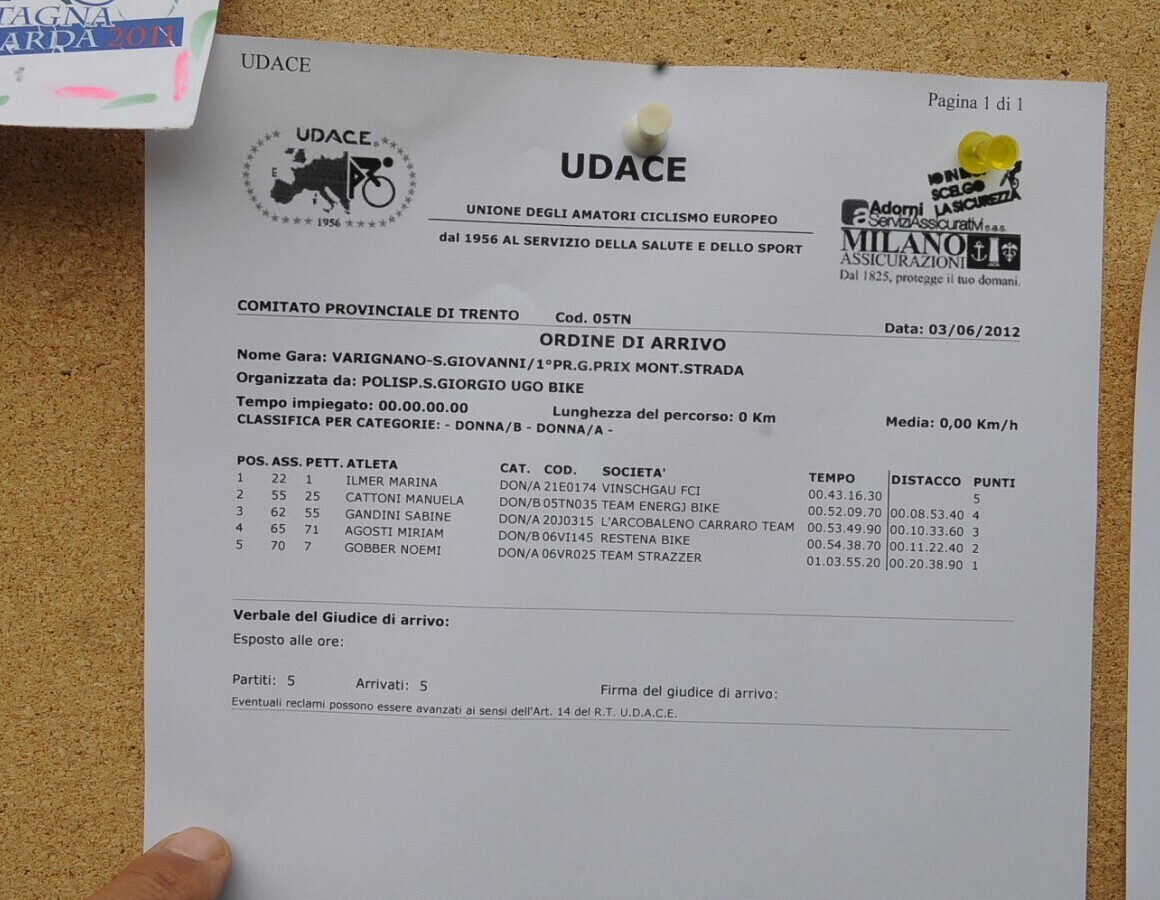 TAGNA
ARDA 2011
UDACE
Pagina 1 di 1
UDACE
E
1956
UDACE
UNIONE DEGLI AMATORI CICLISMO EUROPEO
dal 1956 AL SERVIZIO DELLA SALUTE E DELLO SPORT
IO IN
SCELGO
LA SICUREZZA
Adorni
ServiziAssicurativi s.a.s.
MILANO
ASSICURAZIONI
Dal 1825, protegge il tuo domani.
COMITATO PROVINCIALE DI TRENTO Cod. 05TN Data: 03/06/2012
ORDINE DI ARRIVO
Nome Gara: VARIGNANO-S.GIOVANNI/1°PR.G.PRIX MONT.STRADA
Organizzata da: POLISP.S.GIORGIO UGO BIKE
Tempo impiegato: 00.00.00.00 Lunghezza del percorso: 0 Km Media: 0,00 Km/h
CLASSIFICA PER CATEGORIE: - DONNA/B - DONNA/A -
POS. ASS. PETT. ATLETA CAT. COD. SOCIETA' TEMPO DISTACCO PUNTI
1 22 1 ILMER MARINA DON/A 21E0174 VINSCHGAU FCI 00.43.16.30 5
2 55 25 CATTONI MANUELA DON/B 05TN035 TEAM ENERGJ BIKE 00.52.09.70 00.08.53.40 4
3 62 55 GANDINI SABINE DON/A 20J0315 L'ARCOBALENO CARRARO TEAM 00.53.49.90 00.10.33.60 3
4 65 71 AGOSTI MIRIAM DON/B 06VI145 RESTENA BIKE 00.54.38.70 00.11.22.40 2
5 70 7 GOBBER NOEMI DON/A 06VR025 TEAM STRAZZER 01.03.55.20 00.20.38.90 1
Verbale del Giudice di arrivo:
Esposto alle ore:
Partiti: 5 Arrivati: 5 Firma del giudice di arrivo:
Eventuali reclami possono essere avanzati ai sensi dell'Art. 14 del R.T. U.D.A.C.E.